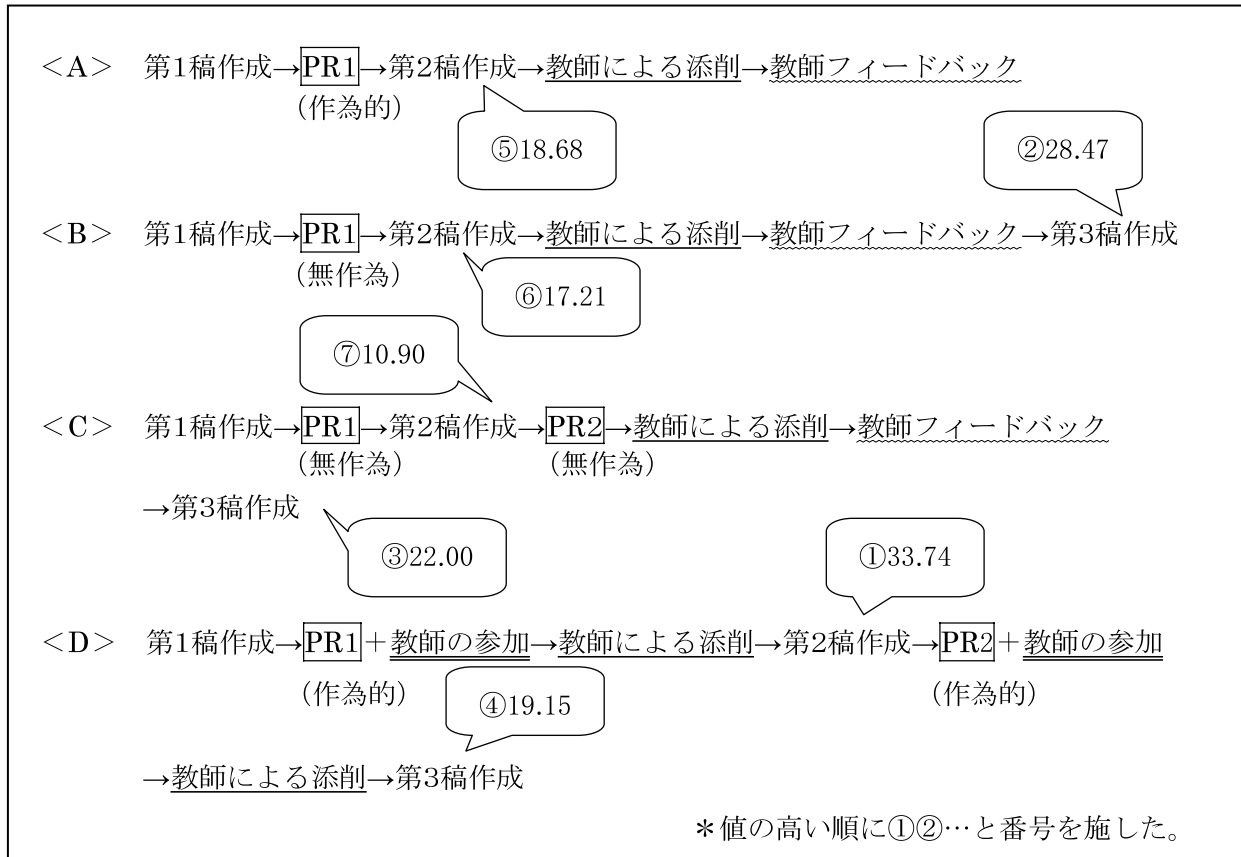 <A> 第1稿作成→PR1→第2稿作成→教師による添削→教師フィードバック
(作為的)
⑤18.68
②28.47
<B> 第1稿作成→PR1→第2稿作成→教師による添削→教師フィードバック→第3稿作成
(無作為)
⑥17.21
⑦10.90
<C> 第1稿作成→PR1→第2稿作成→PR2→教師による添削→教師フィードバック
(無作為) (無作為)
→第3稿作成
③22.00
①33.74
<D> 第1稿作成→PR1+教師の参加→教師による添削→第2稿作成→PR2+教師の参加
(作為的) (作為的)
④19.15
→教師による添削→第3稿作成
*値の高い順に①②…と番号を施した。